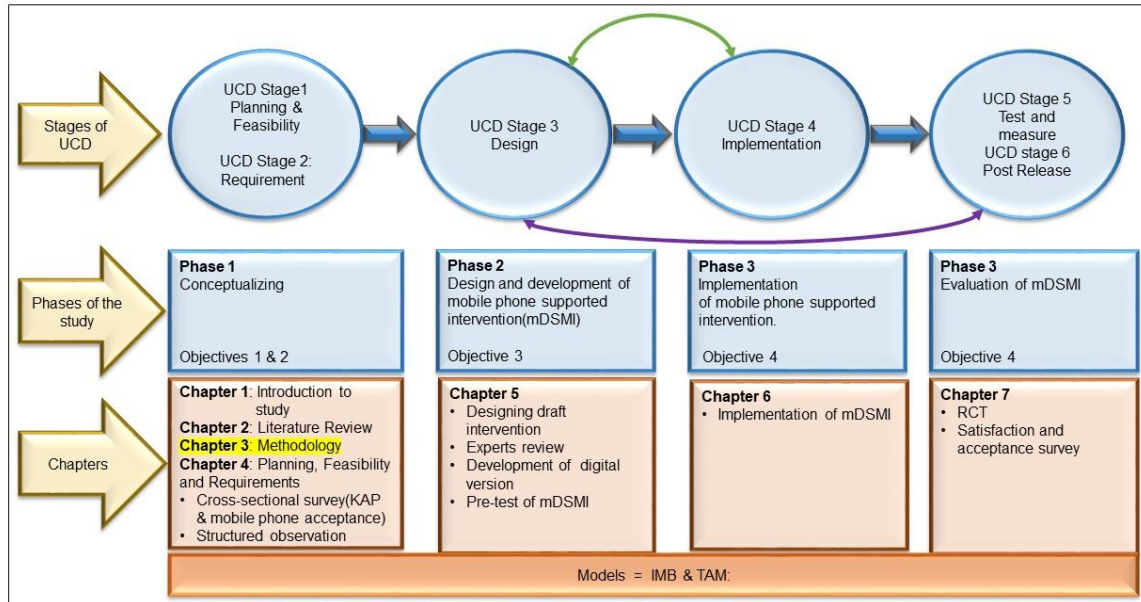 Stages of
UCD
UCD Stage1
Planning &
Feasibility
UCD Stage 2:
Requirement
UCD Stage 3
Design
UCD Stage 4
Implementation
UCD Stage 5
Test and
measure
UCD stage 6
Post Release
Phases of the
study
Phase 1
Conceptualizing
Objectives 1 & 2
Phase 2
Design and development of
mobile phone supported
intervention(mDSMI)
Objective 3
Phase 3
Implementation
of mobile phone supported
intervention.
Objective 4
Phase 3
Evaluation of mDSMI
Objective 4
Chapters
Chapter 1: Introduction to
study
Chapter 2: Literature Review
Chapter 3: Methodology
Chapter 4: Planning, Feasibility
and Requirements
• Cross-sectional survey(KAP
& mobile phone acceptance)
• Structured observation
Chapter 5
• Designing draft
intervention
• Experts review
• Development of digital
version
• Pre-test of mDSMI
Chapter 6
• Implementation of mDSMI
Chapter 7
• RCT
• Satisfaction and
acceptance survey
Models = IMB & TAM: